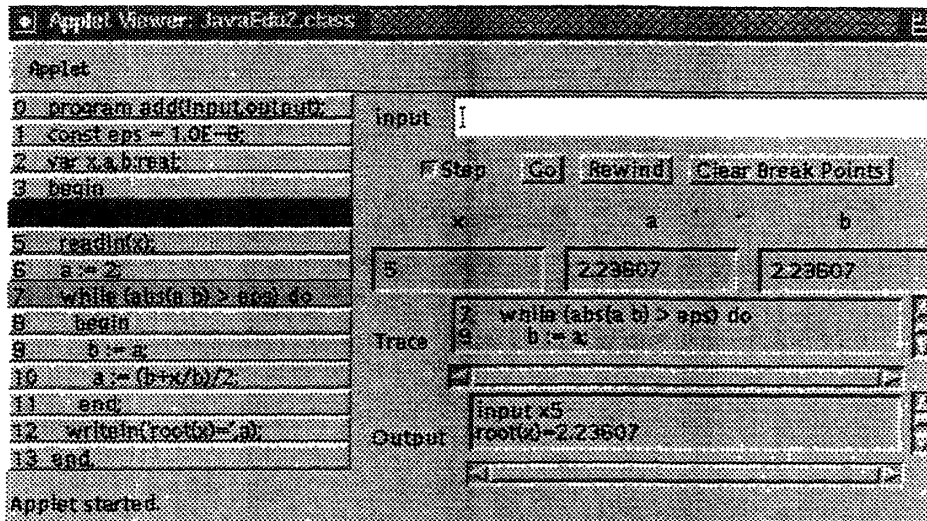 Applet Viewer: JavaEdu2.class
Applet
0 program add(input,output);
1 const eps = 1.0E-8;
2 var x,a,b:real;
3 begin
5 readln(x);
6 a := 2;
7 while (abs(a b) > eps) do
8 begin
9 b := a;
10 a := (b+x/b)/2;
11 end;
12 writeln('root(x)=',a);
13 end.
Input
Step Go Rewind Clear Break Points
x a b
5 2.23607 2.23607
Trace
7 while (abs(a b) > eps) do
9 b := a;
Output
input x5
root(x)=2.23607
Applet started.